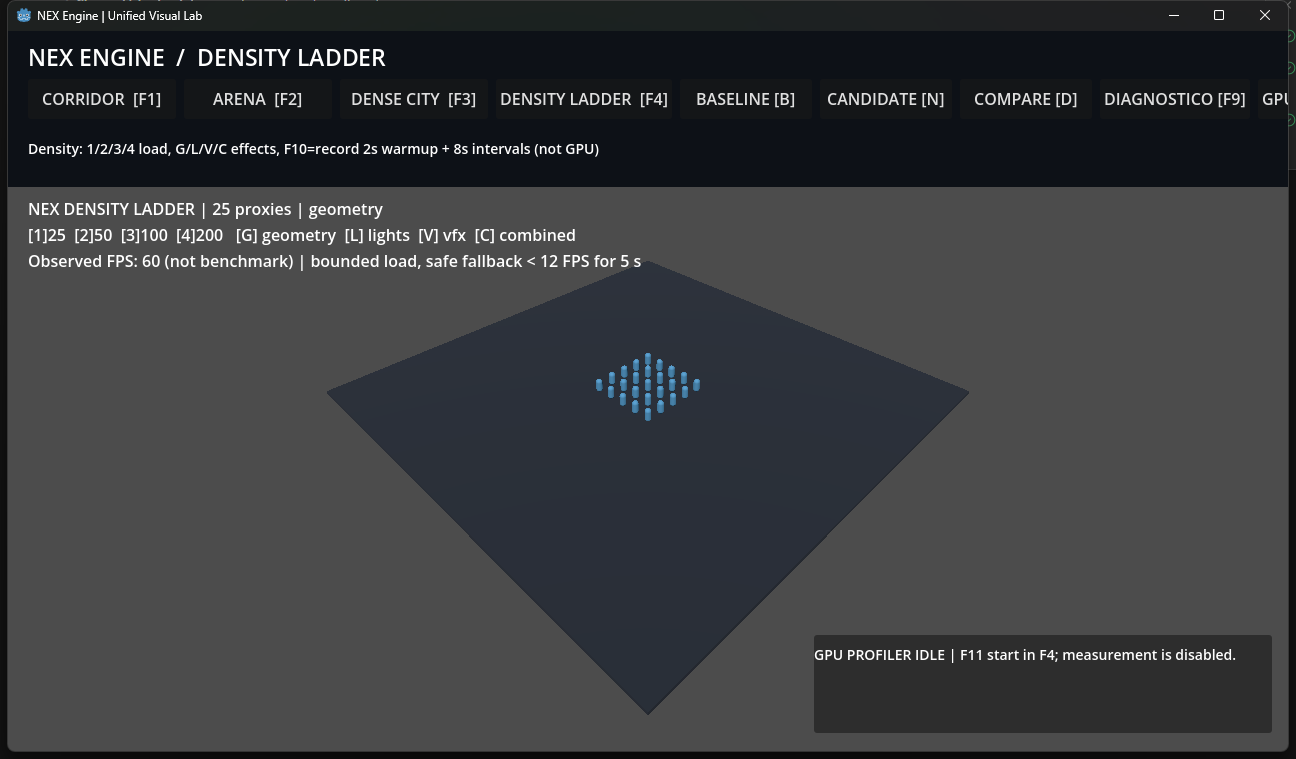 NEX Engine | Unified Visual Lab
NEX ENGINE / DENSITY LADDER
CORRIDOR [F1] ARENA [F2] DENSE CITY [F3] DENSITY LADDER [F4] BASELINE [B] CANDIDATE [N] COMPARE [D] DIAGNOSTICO [F9] GPU
Density: 1/2/3/4 load, G/L/V/C effects, F10=record 2s warmup + 8s intervals (not GPU)
NEX DENSITY LADDER | 25 proxies | geometry
[1]25 [2]50 [3]100 [4]200 [G] geometry [L] lights [V] vfx [C] combined
Observed FPS: 60 (not benchmark) | bounded load, safe fallback < 12 FPS for 5 s
GPU PROFILER IDLE | F11 start in F4; measurement is disabled.